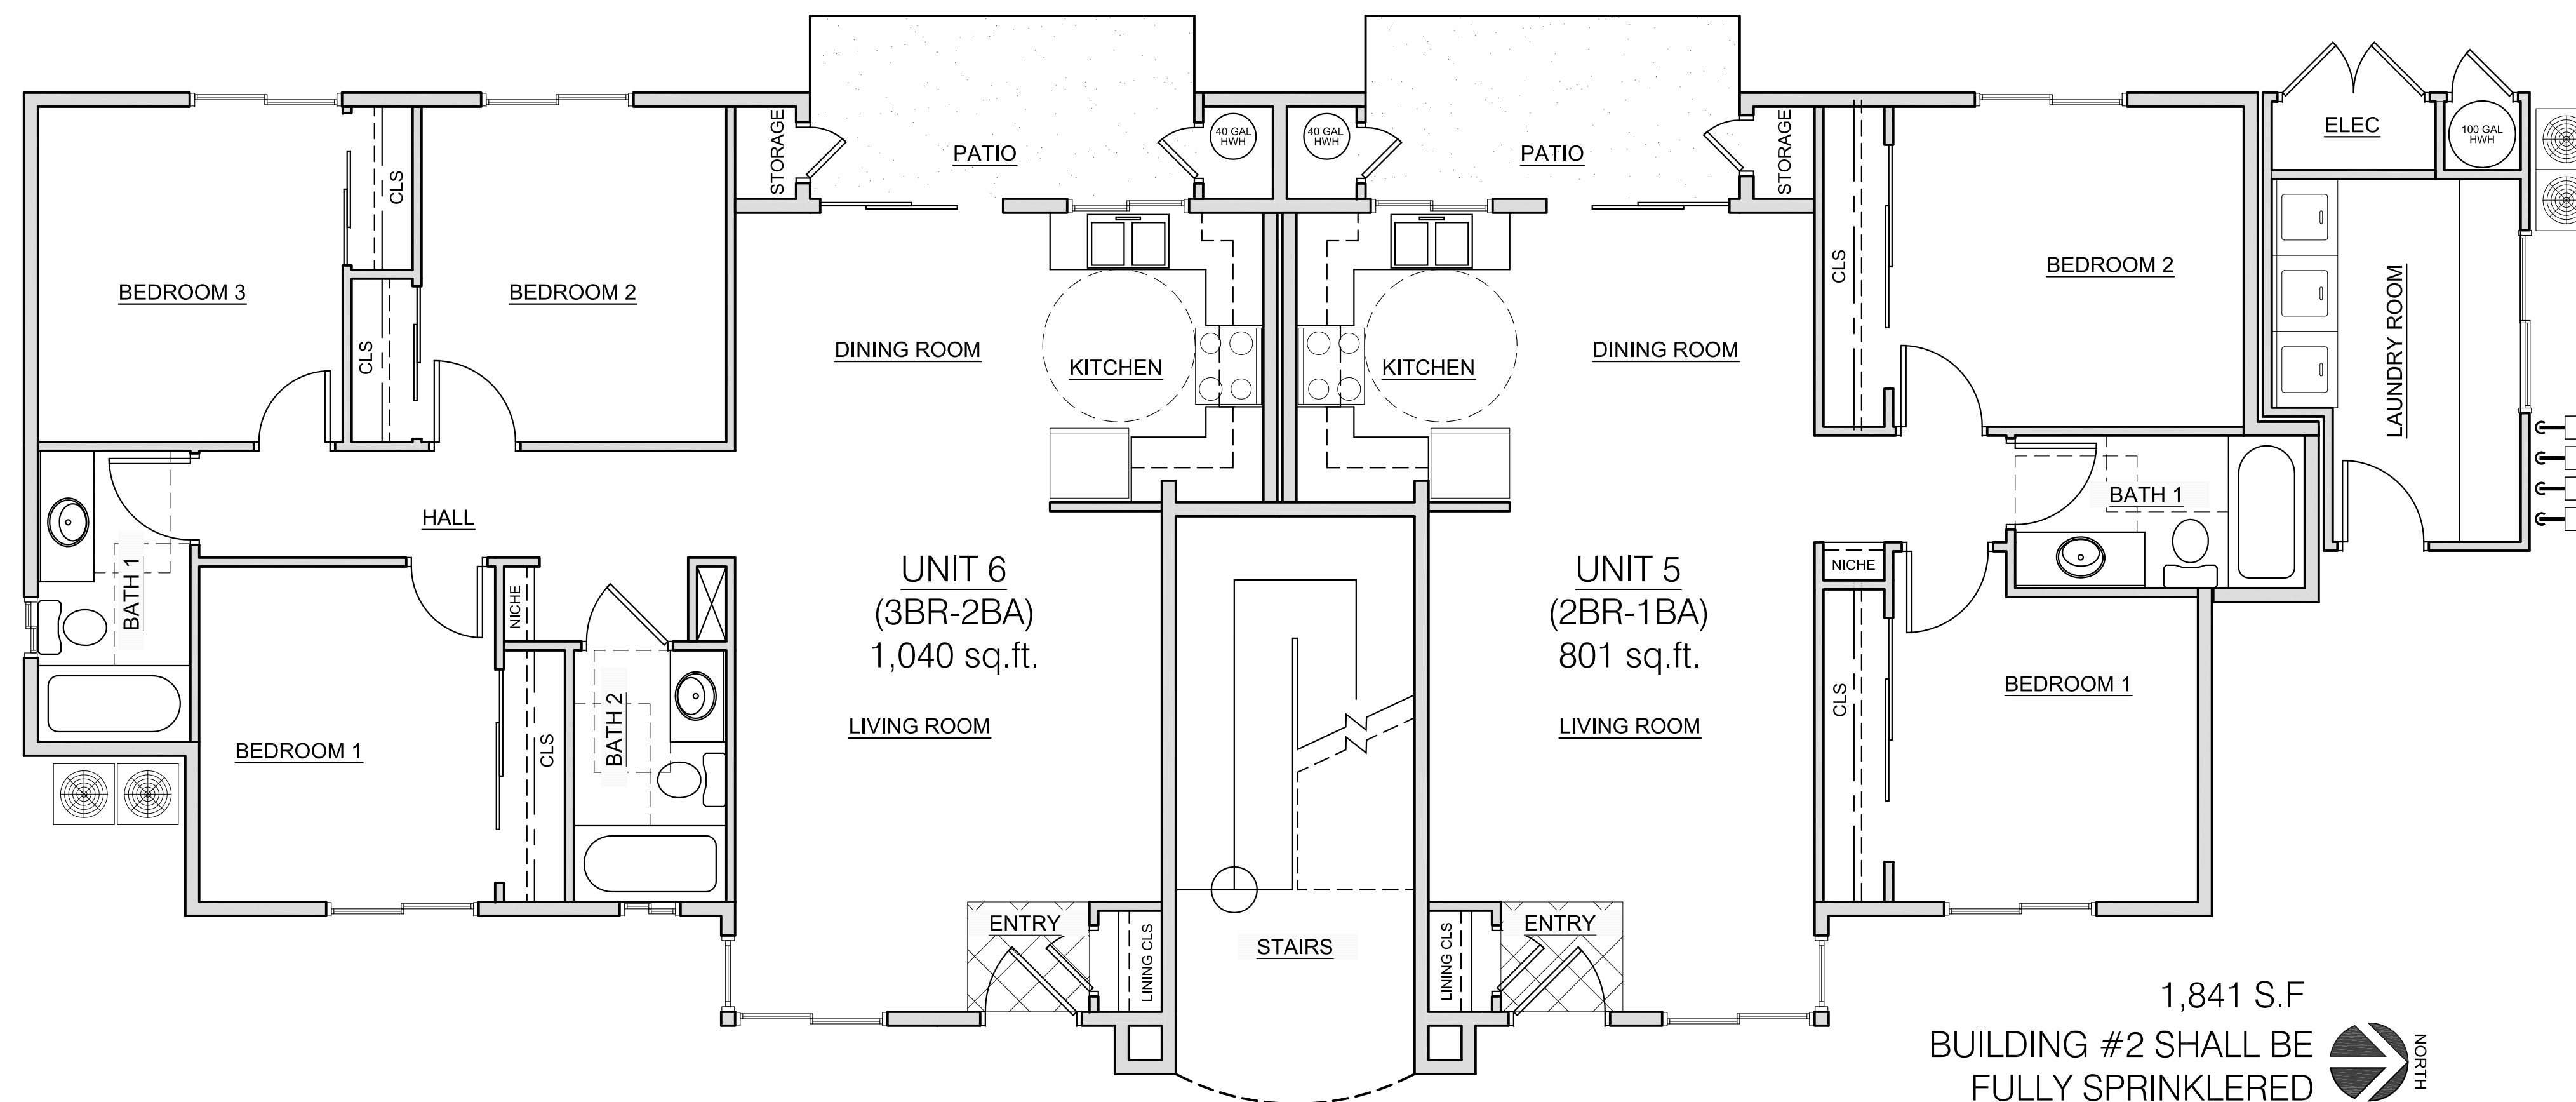 STORAGE
PATIO
40 GAL
HWH
40 GAL
HWH
PATIO
STORAGE
ELEC
100 GAL
HWH
CLS
BEDROOM 3
BEDROOM 2
CLS
DINING ROOM
KITCHEN
KITCHEN
DINING ROOM
CLS
BEDROOM 2
LAUNDRY ROOM
HALL
BATH 1
BATH 1
NICHE
UNIT 6
(3BR-2BA)
1,040 sq.ft.
UNIT 5
(2BR-1BA)
801 sq.ft.
NICHE
BEDROOM 1
CLS
BATH 2
LIVING ROOM
LIVING ROOM
CLS
BEDROOM 1
ENTRY
LINING CLS
STAIRS
LINING CLS
ENTRY
1,841 S.F
BUILDING #2 SHALL BE
FULLY SPRINKLERED
NORTH